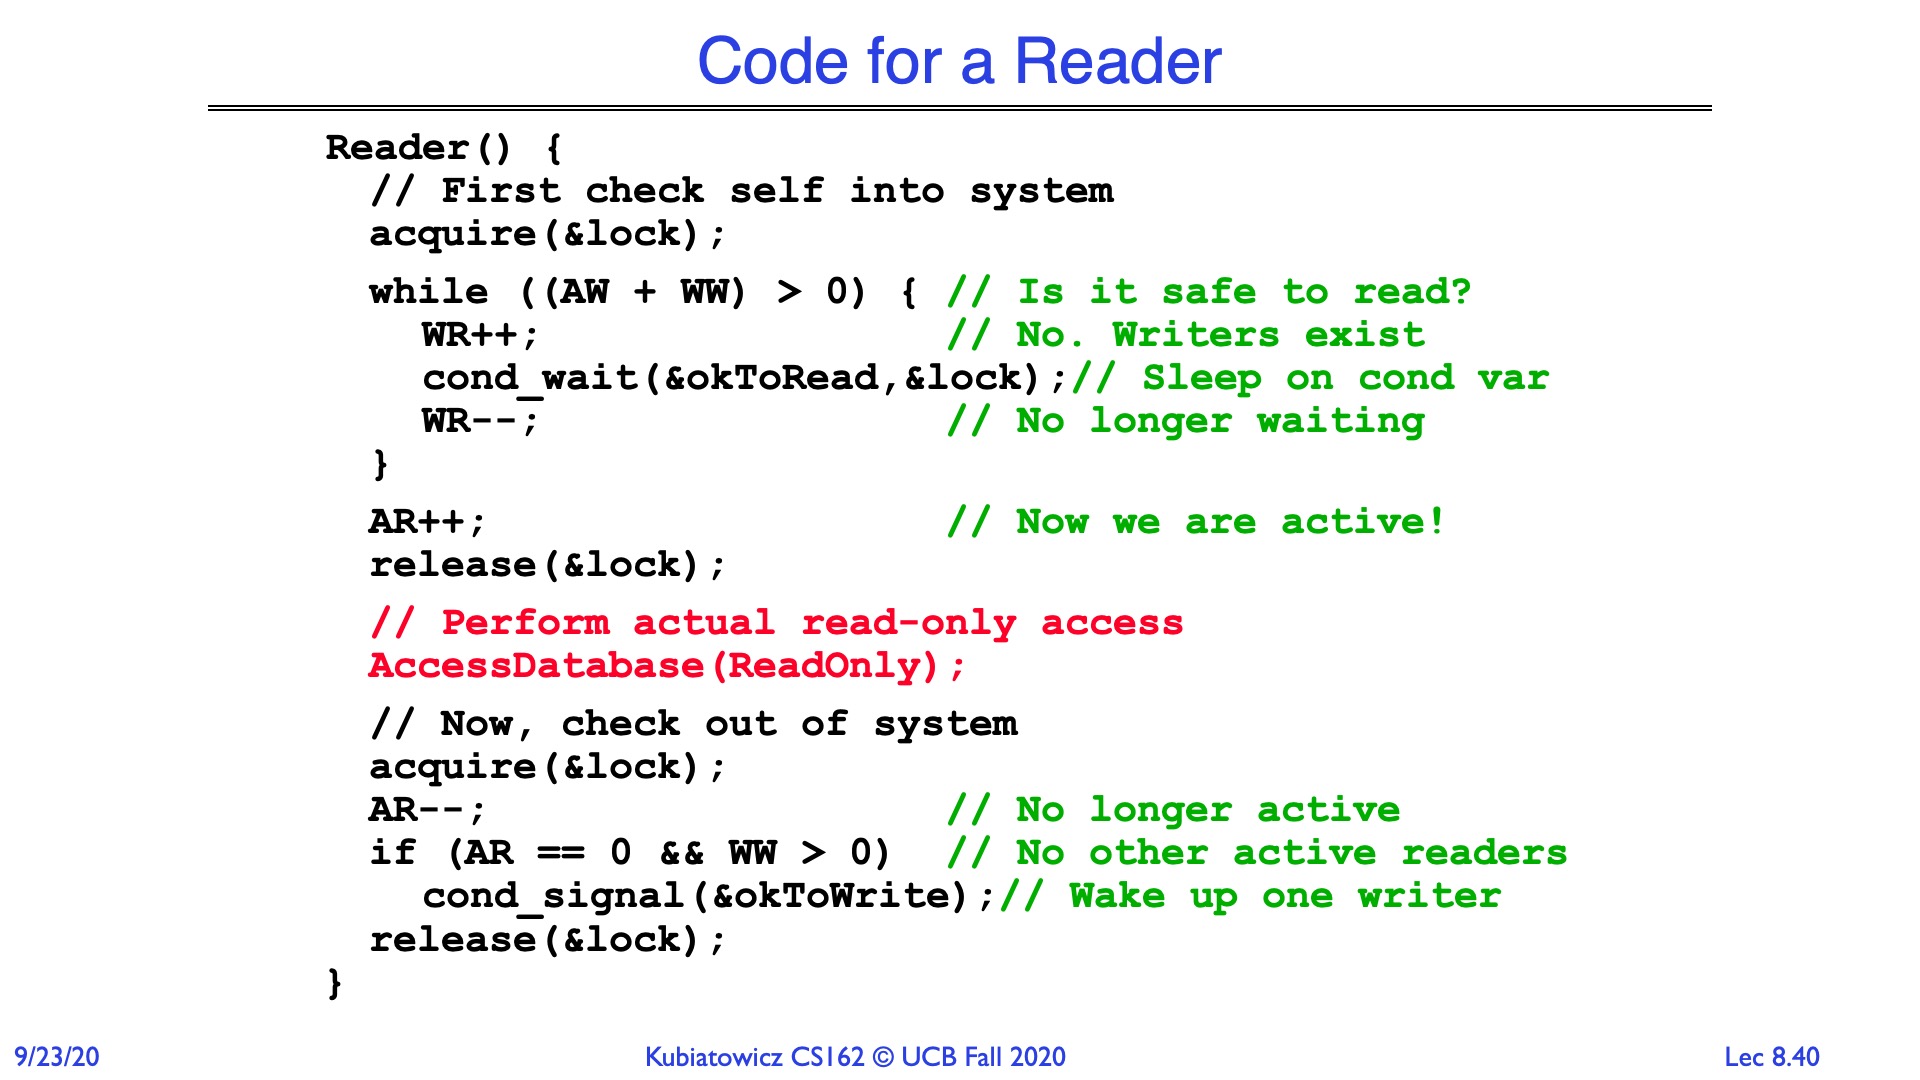 Code for a Reader
Reader() {
// First check self into system
acquire(&lock);
while ((AW + WW) > 0) { // Is it safe to read?
WR++; // No. Writers exist
cond_wait(&okToRead,&lock);// Sleep on cond var
WR--; // No longer waiting
}
AR++; // Now we are active!
release(&lock);
// Perform actual read-only access
AccessDatabase(ReadOnly);
// Now, check out of system
acquire(&lock);
AR--; // No longer active
if (AR == 0 && WW > 0) // No other active readers
cond_signal(&okToWrite);// Wake up one writer
release(&lock);
}
9/23/20 Kubiatowicz CS162 © UCB Fall 2020 Lec 8.40